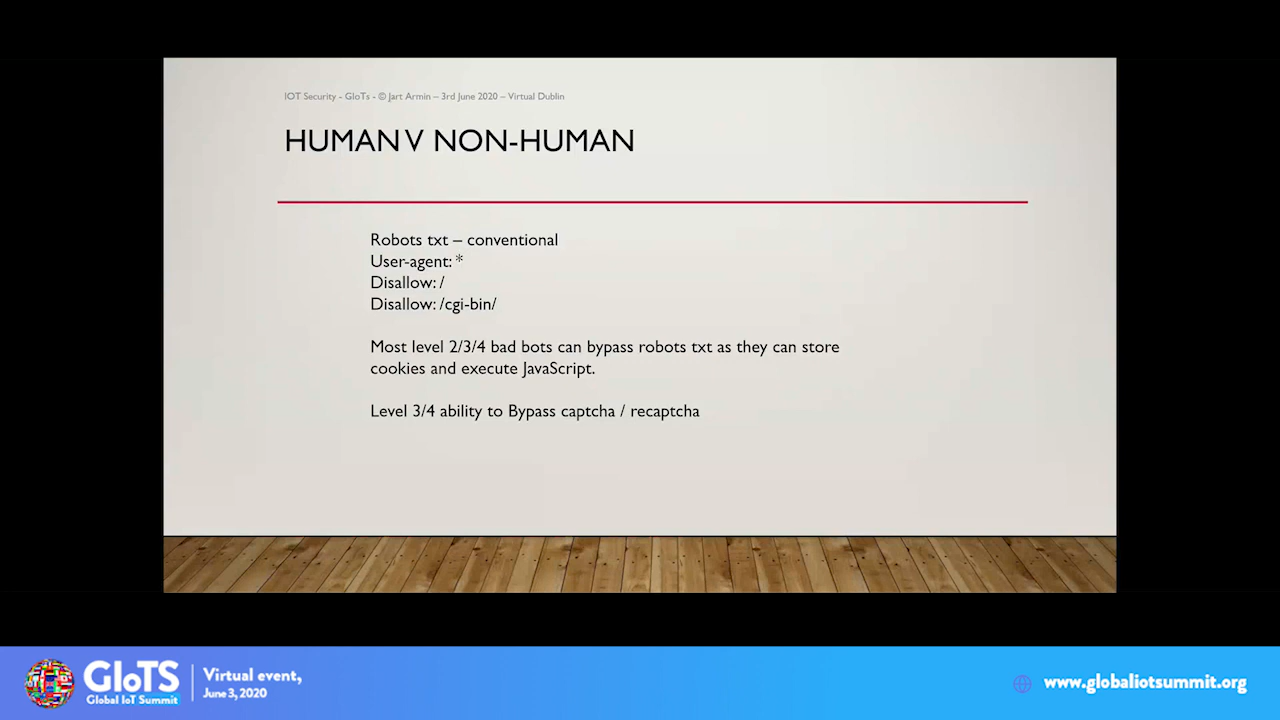 IOT Security - GIoTs - © Jart Armin – 3rd June 2020 – Virtual Dublin
HUMAN V NON-HUMAN
Robots txt – conventional
User-agent: *
Disallow: /
Disallow: /cgi-bin/
Most level 2/3/4 bad bots can bypass robots txt as they can store
cookies and execute JavaScript.
Level 3/4 ability to Bypass captcha / recaptcha
GIoTS
Global IoT Summit
Virtual event,
June 3, 2020
www.globaliotsummit.org